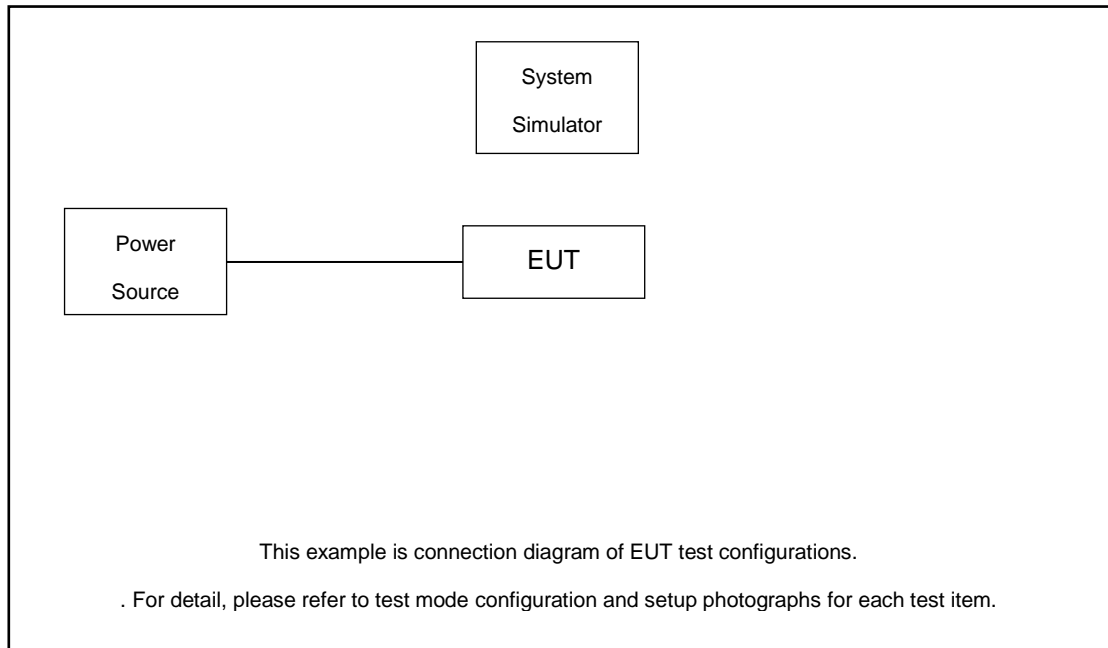 System
Simulator
Power
Source
EUT
This example is connection diagram of EUT test configurations.
. For detail, please refer to test mode configuration and setup photographs for each test item.